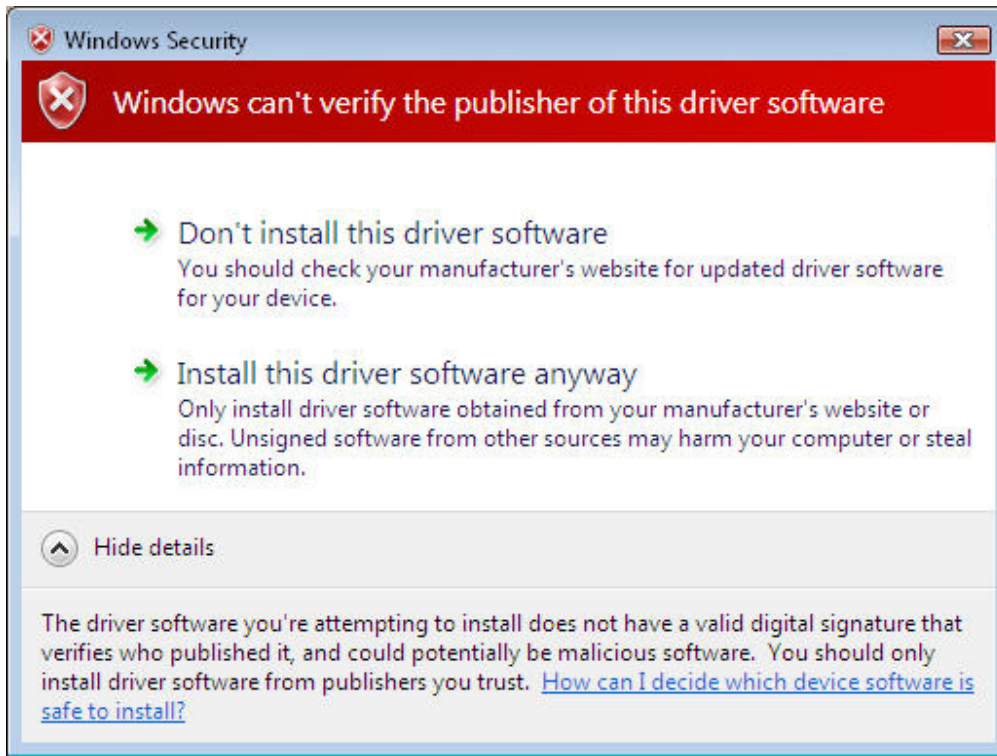 Windows Security
Windows can't verify the publisher of this driver software
Don't install this driver software
You should check your manufacturer's website for updated driver software
for your device.
Install this driver software anyway
Only install driver software obtained from your manufacturer's website or
disc. Unsigned software from other sources may harm your computer or steal
information.
Hide details
The driver software you're attempting to install does not have a valid digital signature that
verifies who published it, and could potentially be malicious software.  You should only
install driver software from publishers you trust.  How can I decide which device software is
safe to install?